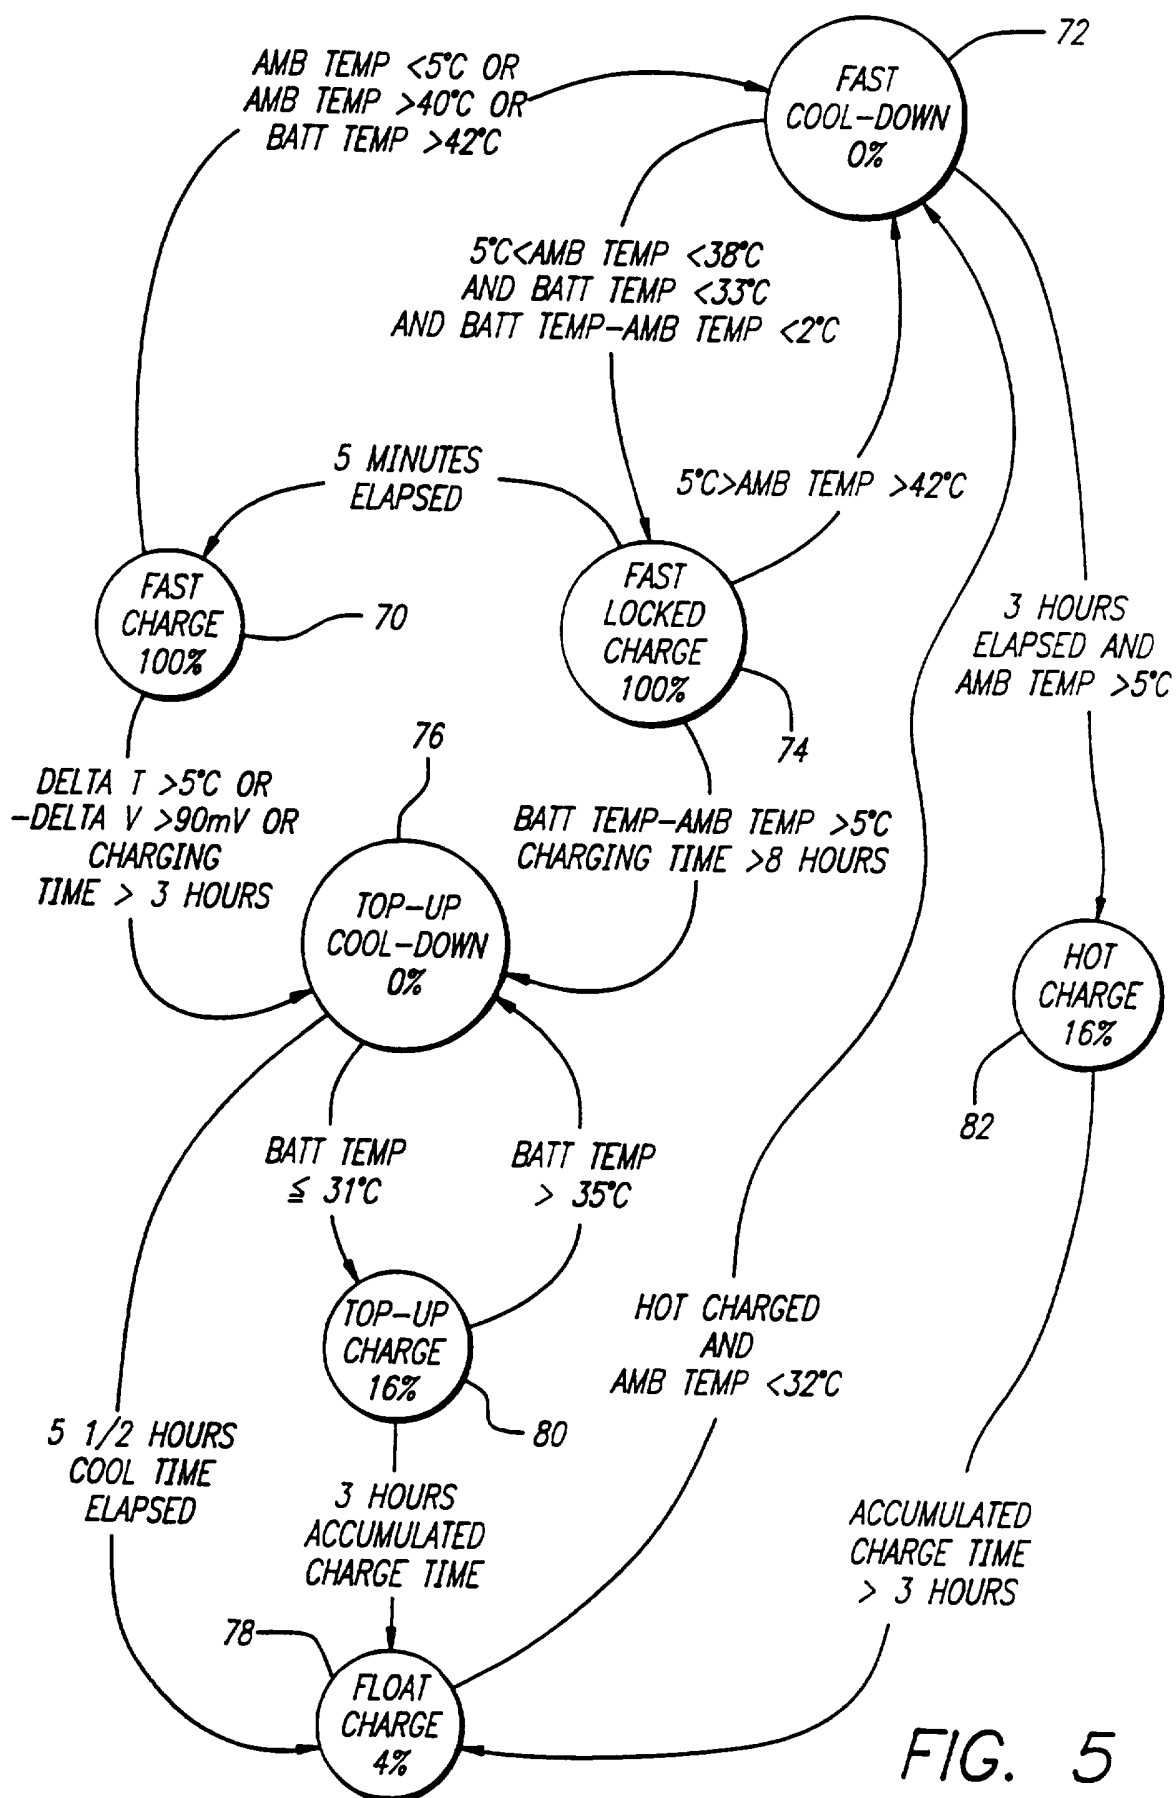 72
AMB TEMP <5°C OR
AMB TEMP >40°C OR
BATT TEMP >42°C
FAST
COOL-DOWN
0%
5°C<AMB TEMP <38°C
AND BATT TEMP <33°C
AND BATT TEMP-AMB TEMP <2°C
5 MINUTES
ELAPSED
5°C>AMB TEMP >42°C
FAST
CHARGE
100%
70
FAST
LOCKED
CHARGE
100%
74
3 HOURS
ELAPSED AND
AMB TEMP >5°C
76
DELTA T >5°C OR
-DELTA V >90mV OR
CHARGING
TIME > 3 HOURS
BATT TEMP-AMB TEMP >5°C
CHARGING TIME >8 HOURS
TOP-UP
COOL-DOWN
0%
HOT
CHARGE
16%
82
BATT TEMP
≦ 31°C
BATT TEMP
> 35°C
TOP-UP
CHARGE
16%
80
HOT CHARGED
AND
AMB TEMP <32°C
5 1/2 HOURS
COOL TIME
ELAPSED
3 HOURS
ACCUMULATED
CHARGE TIME
ACCUMULATED
CHARGE TIME
> 3 HOURS
78
FLOAT
CHARGE
4%
FIG. 5